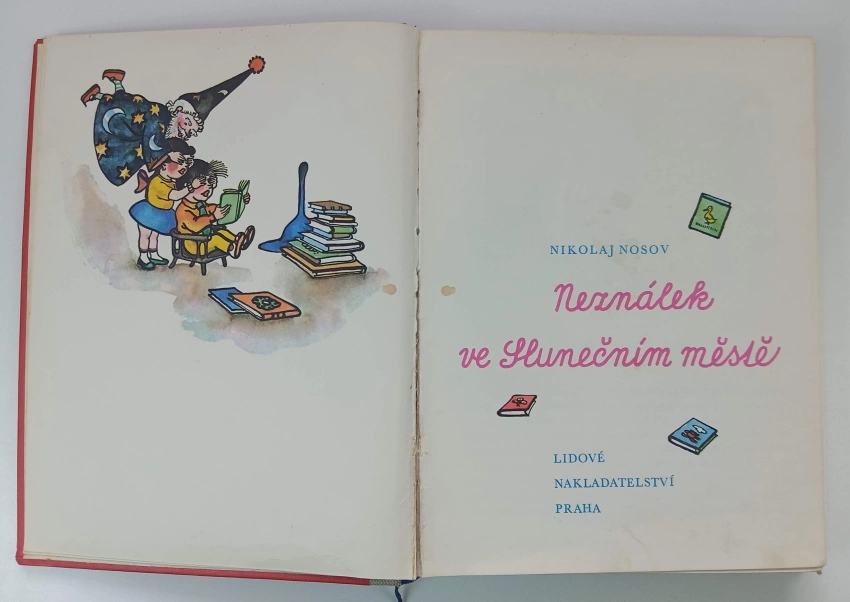 NIKOLAJ NOSOV
Neználek
ve Slunečním městě
LIDOVÉ
NAKLADATELSTVÍ
PRAHA